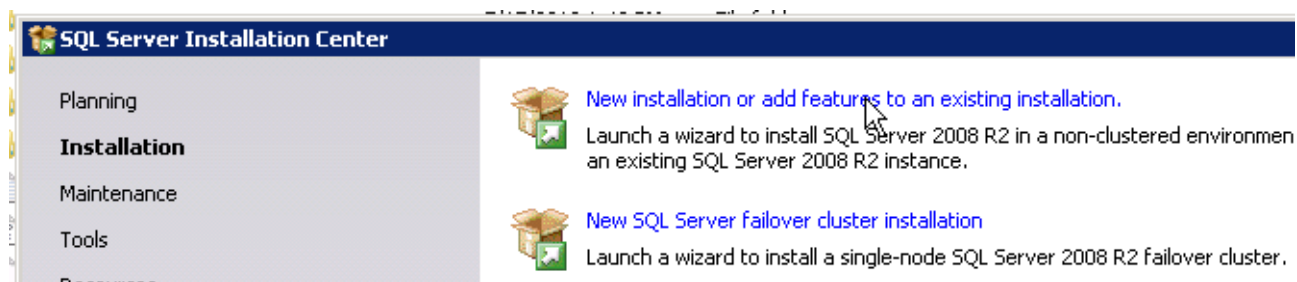 SQL Server Installation Center
Planning
Installation
Maintenance
Tools
New installation or add features to an existing installation.
Launch a wizard to install SQL Server 2008 R2 in a non-clustered environmen
an existing SQL Server 2008 R2 instance.
New SQL Server failover cluster installation
Launch a wizard to install a single-node SQL Server 2008 R2 failover cluster.